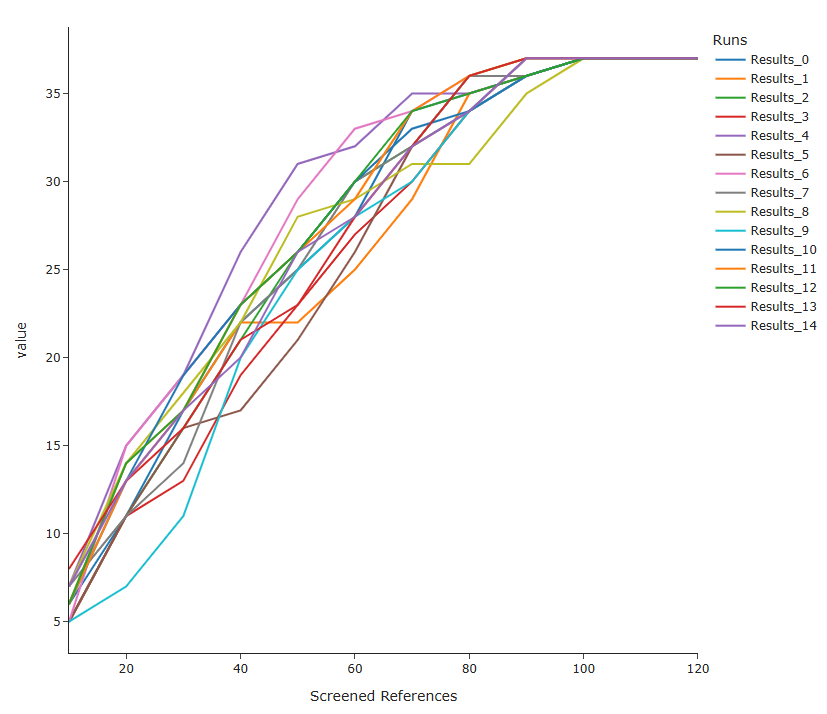 Runs
Results_0
Results_1
Results_2
Results_3
Results_4
Results_5
Results_6
Results_7
Results_8
Results_9
Results_10
Results_11
Results_12
Results_13
Results_14
35
30
25
20
15
10
5
value
20 40 60 80 100 120
Screened References